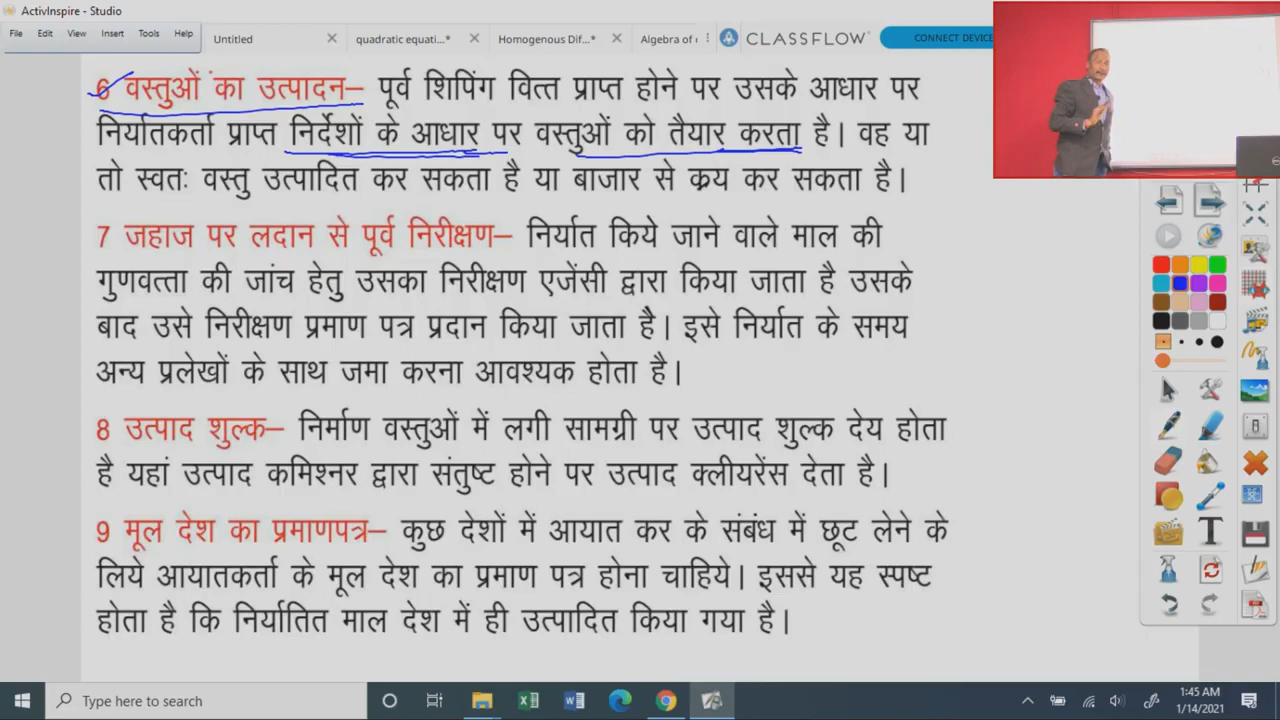 ActivInspire - Studio
File Edit View Insert Tools Help
Untitled quadratic equati...* Homogenous Dif...* Algebra of CLASSFLOW CONNECT DEVICE
6 वस्तुओं का उत्पादन– पूर्व शिपिंग वित्त प्राप्त होने पर उसके आधार पर
निर्यातकर्ता प्राप्त निर्देशों के आधार पर वस्तुओं को तैयार करता है। वह या
तो स्वतः वस्तु उत्पादित कर सकता है या बाजार से क्रय कर सकता है।
7 जहाज पर लदान से पूर्व निरीक्षण– निर्यात किये जाने वाले माल की
गुणवत्ता की जांच हेतु उसका निरीक्षण एजेंसी द्वारा किया जाता है उसके
बाद उसे निरीक्षण प्रमाण पत्र प्रदान किया जाता है। इसे निर्यात के समय
अन्य प्रलेखों के साथ जमा करना आवश्यक होता है।
8 उत्पाद शुल्क– निर्माण वस्तुओं में लगी सामग्री पर उत्पाद शुल्क देय होता
है यहां उत्पाद कमिश्नर द्वारा संतुष्ट होने पर उत्पाद क्लीयरेंस देता है।
9 मूल देश का प्रमाणपत्र– कुछ देशों में आयात कर के संबंध में छूट लेने के
लिये आयातकर्ता के मूल देश का प्रमाण पत्र होना चाहिये। इससे यह स्पष्ट
होता है कि निर्यातित माल देश में ही उत्पादित किया गया है।
Type here to search
1:45 AM
1/14/2021